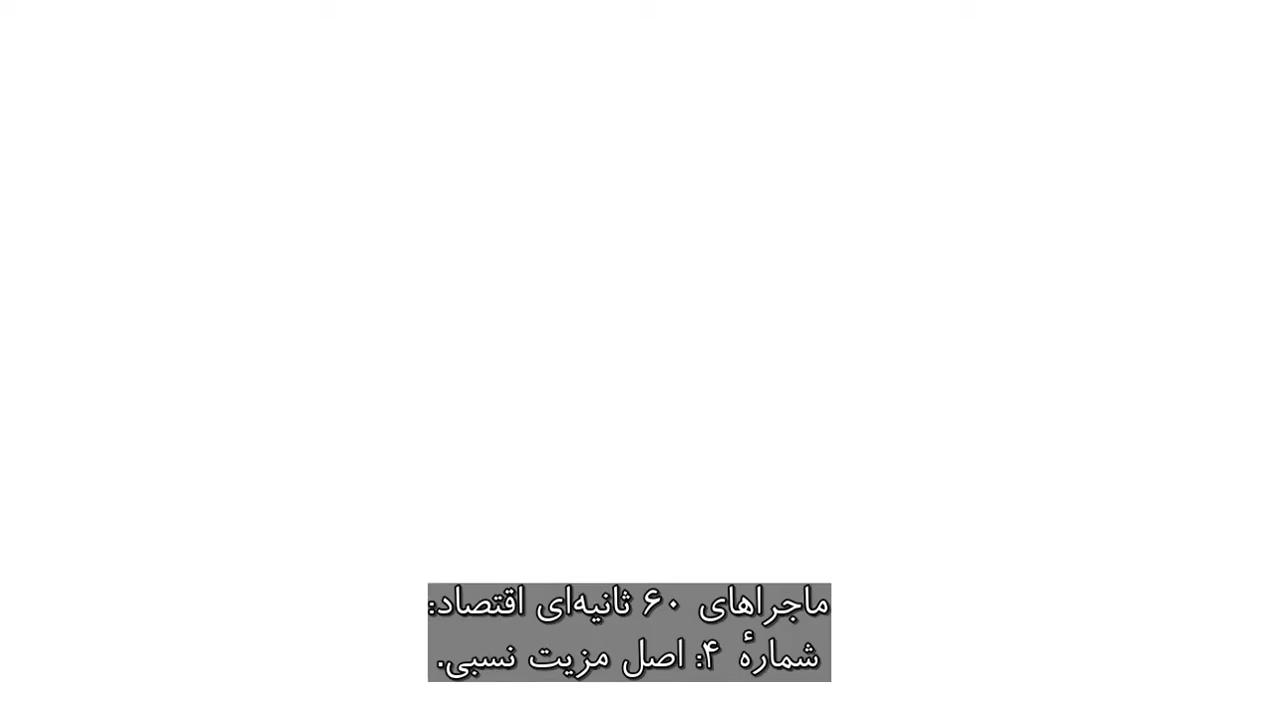 ماجراهای ۶۰ ثانیه‌ای اقتصاد:
شمارهٔ ۴: اصل مزیت نسبی.